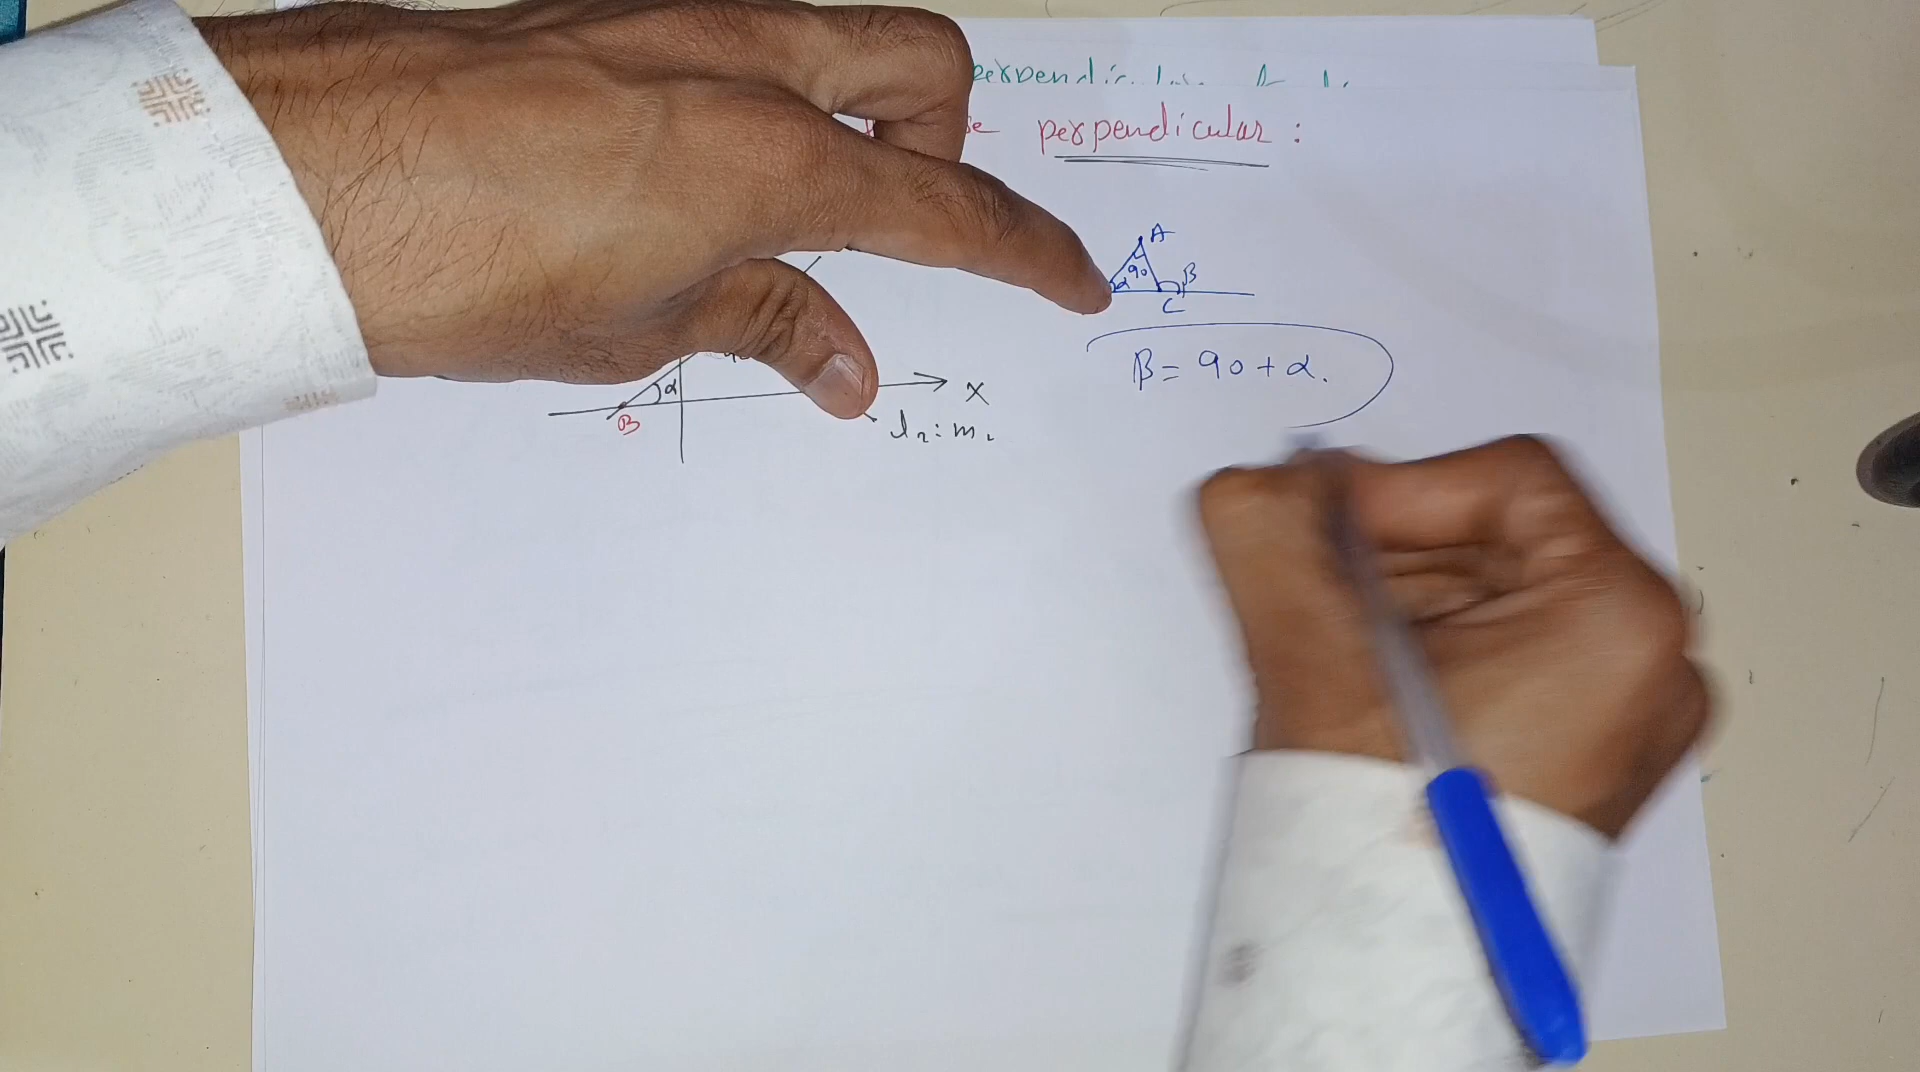 perpendicular:
A
90
α β
C
β = 90 + α.
α
X
B
l₂: m₂